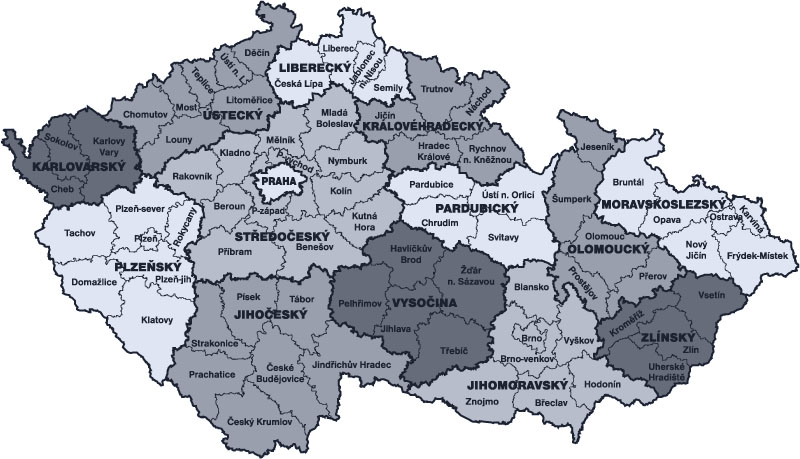 Děčín
Ústí n. L.
Teplice
Litoměřice
Most
Chomutov
ÚSTECKÝ
Louny
Liberec
LIBERECKÝ
Jablonec
n. Nisou
Česká Lípa
Semily
Trutnov
Náchod
Jičín
KRÁLOVÉHRADECKÝ
Hradec
Králové
Rychnov
n. Kněžnou
Sokolov
Karlovy
Vary
KARLOVARSKÝ
Cheb
Mladá
Boleslav
Mělník
Kladno
P-východ
Nymburk
Rakovník
PRAHA
Kolín
Beroun
P-západ
Kutná
Hora
STŘEDOČESKÝ
Benešov
Příbram
Plzeň-sever
Rokycany
Tachov
Plzeň
PLZEŇSKÝ
Plzeň-jih
Domažlice
Klatovy
Pardubice
Ústí n. Orlicí
PARDUBICKÝ
Chrudim
Svitavy
Jeseník
Šumperk
Olomouc
OLOMOUCKÝ
Prostějov
Přerov
Bruntál
MORAVSKOSLEZSKÝ
Karviná
Opava
Ostrava
Nový
Jičín
Frýdek-Místek
Havlíčkův
Brod
Žďár
n. Sázavou
Pelhřimov
VYSOČINA
Jihlava
Třebíč
Písek
Tábor
JIHOČESKÝ
Strakonice
Prachatice
České
Budějovice
Jindřichův Hradec
Český Krumlov
Blansko
Brno
Vyškov
Brno-venkov
JIHOMORAVSKÝ
Hodonín
Znojmo
Břeclav
Vsetín
Kroměříž
ZLÍNSKÝ
Zlín
Uherské
Hradiště